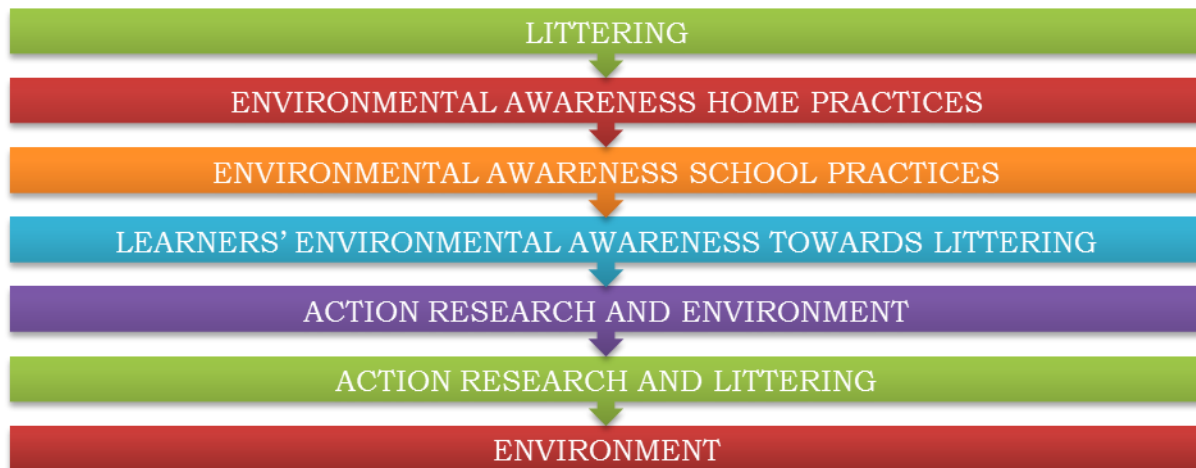 LITTERING
ENVIRONMENTAL AWARENESS HOME PRACTICES
ENVIRONMENTAL AWARENESS SCHOOL PRACTICES
LEARNERS’ ENVIRONMENTAL AWARENESS TOWARDS LITTERING
ACTION RESEARCH AND ENVIRONMENT
ACTION RESEARCH AND LITTERING
ENVIRONMENT